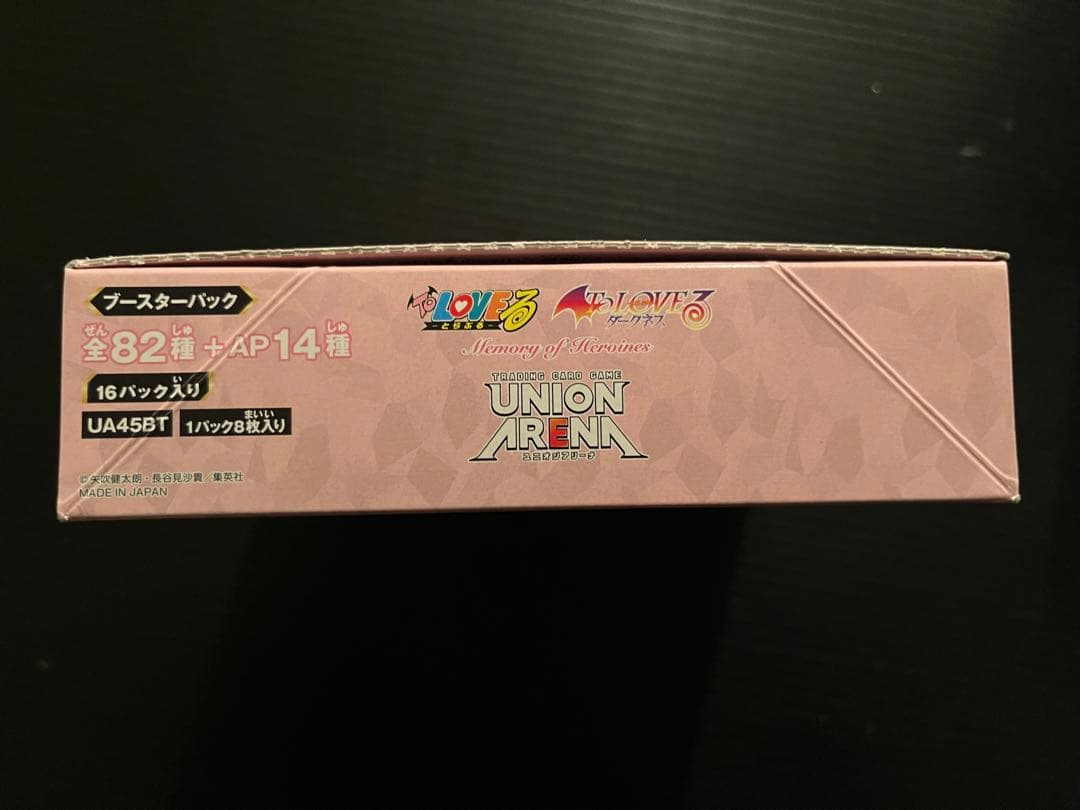 ブースターパック
ぜん しゅ しゅ
全82種+AP14種
い
16パック入り
まいい
UA45BT 1パック8枚入り
©矢吹健太朗・長谷見沙貴/集英社
MADE IN JAPAN
To LOVEる
-とらぶる-
To LOVEる
ダークネス
Memory of Heroines
TRADING CARD GAME
UNION
ARENA
ユニオンアリーナ